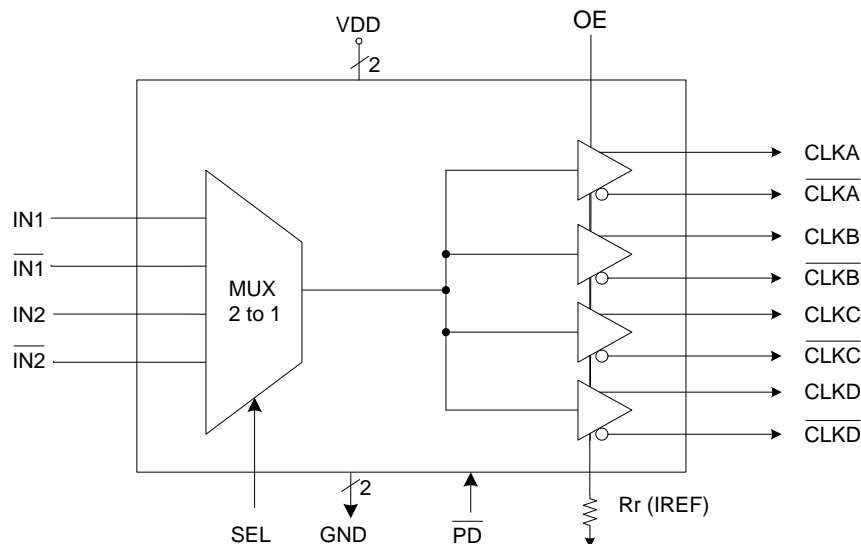 VDD
OE
2
CLKA
CLKA
IN1
CLKB
IN1
MUX
2 to 1
CLKB
IN2
CLKC
IN2
CLKC
CLKD
CLKD
2
Rr (IREF)
SEL
GND
PD